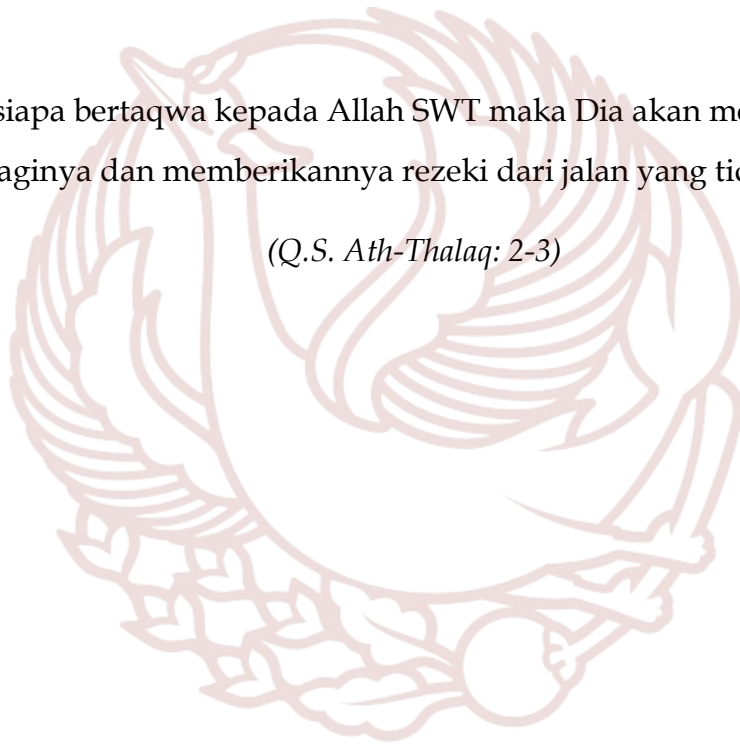 siapa bertaqwa kepada Allah SWT maka Dia akan me
aginya dan memberikannya rezeki dari jalan yang tid
(Q.S. Ath-Thalaq: 2-3)